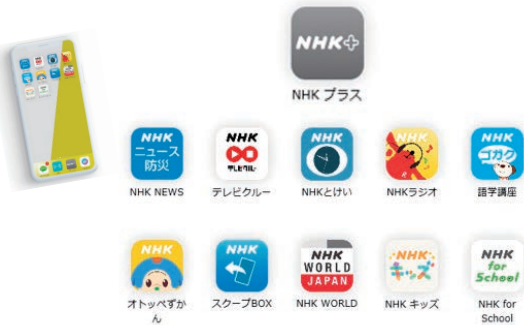 NHK+
NHK プラス
NHK
ニュース
防災
NHK
テレビクルー
NHK
NHK
NHK
ゴガク
NHK NEWS
テレビクルー
NHKとけい
NHKラジオ
語学講座
NHK
NHK
NHK
WORLD
JAPAN
NHK
キッズ
NHK
for
School
オトッペずか
ん
スクープBOX
NHK WORLD
NHK キッズ
NHK for
School